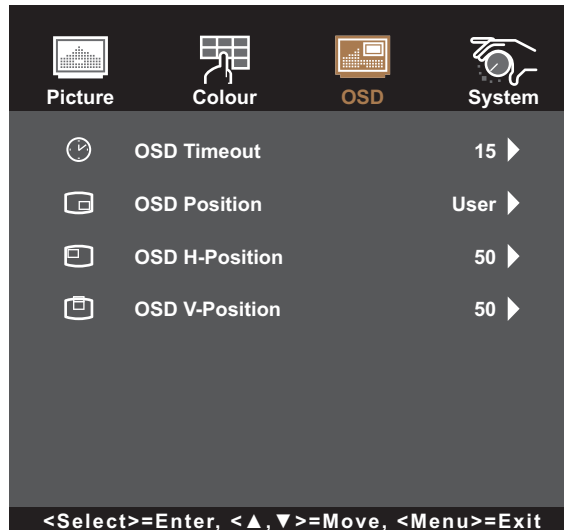 Picture Colour OSD System
OSD Timeout 15
OSD Position User
OSD H-Position 50
OSD V-Position 50
<Select>=Enter, <▲,▼>=Move, <Menu>=Exit